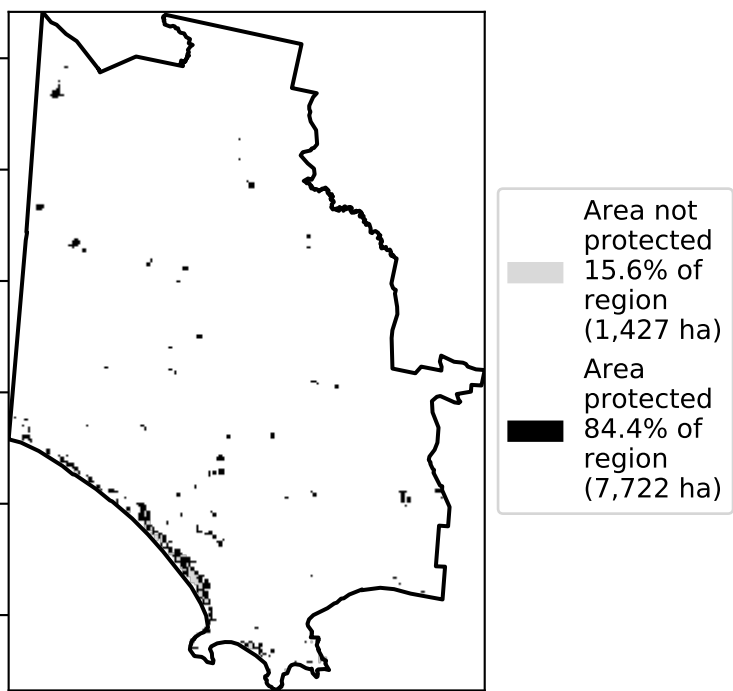 Area not
protected
15.6% of
region
(1,427 ha)
Area
protected
84.4% of
region
(7,722 ha)